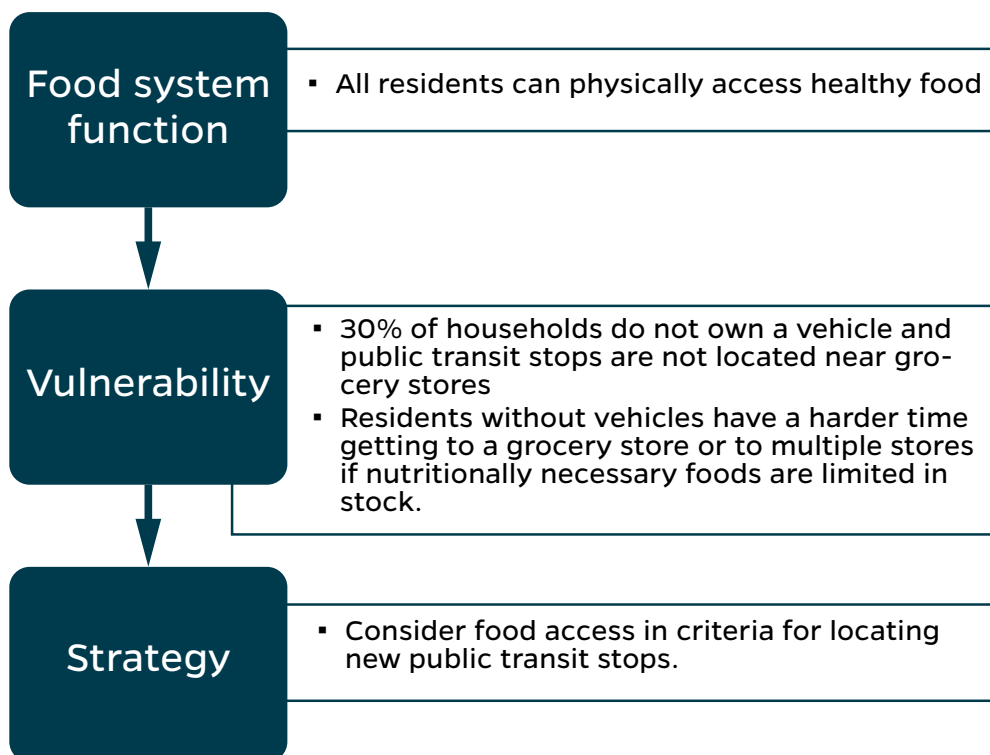 Food system
function
▪ All residents can physically access healthy food
Vulnerability
▪ 30% of households do not own a vehicle and
public transit stops are not located near gro-
cery stores
▪ Residents without vehicles have a harder time
getting to a grocery store or to multiple stores
if nutritionally necessary foods are limited in
stock.
Strategy
▪ Consider food access in criteria for locating
new public transit stops.